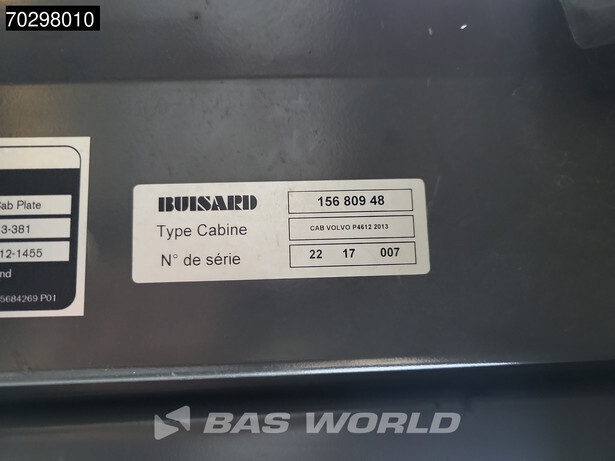 70298010
Cab Plate
3-381
12-1455
nd
5684269 P01
BUISARD 156 809 48
Type Cabine CAB VOLVO P4612 2013
N° de série 22 17 007
BAS WORLD